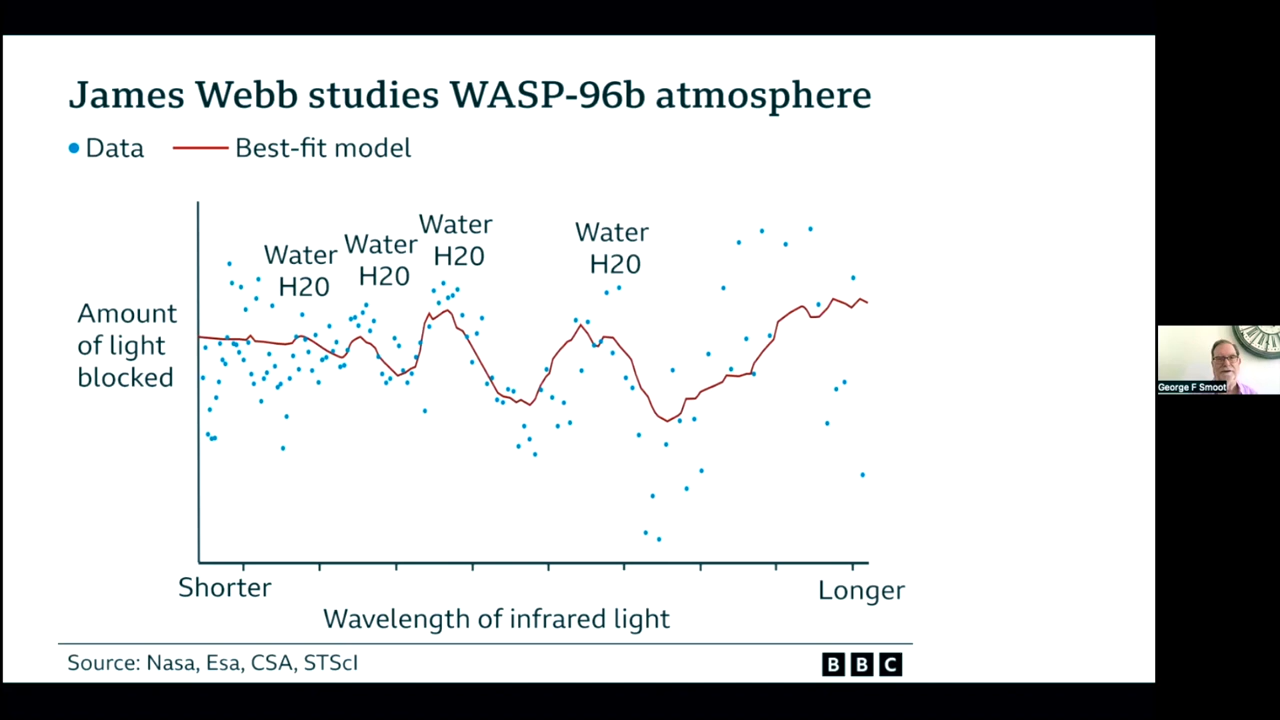 James Webb studies WASP-96b atmosphere
Data
Best-fit model
Water
H20
Water
H20
Water
H20
Water
H20
Amount
of light
blocked
Shorter
Longer
Wavelength of infrared light
Source: Nasa, Esa, CSA, STScI
BBC
George F Smoot